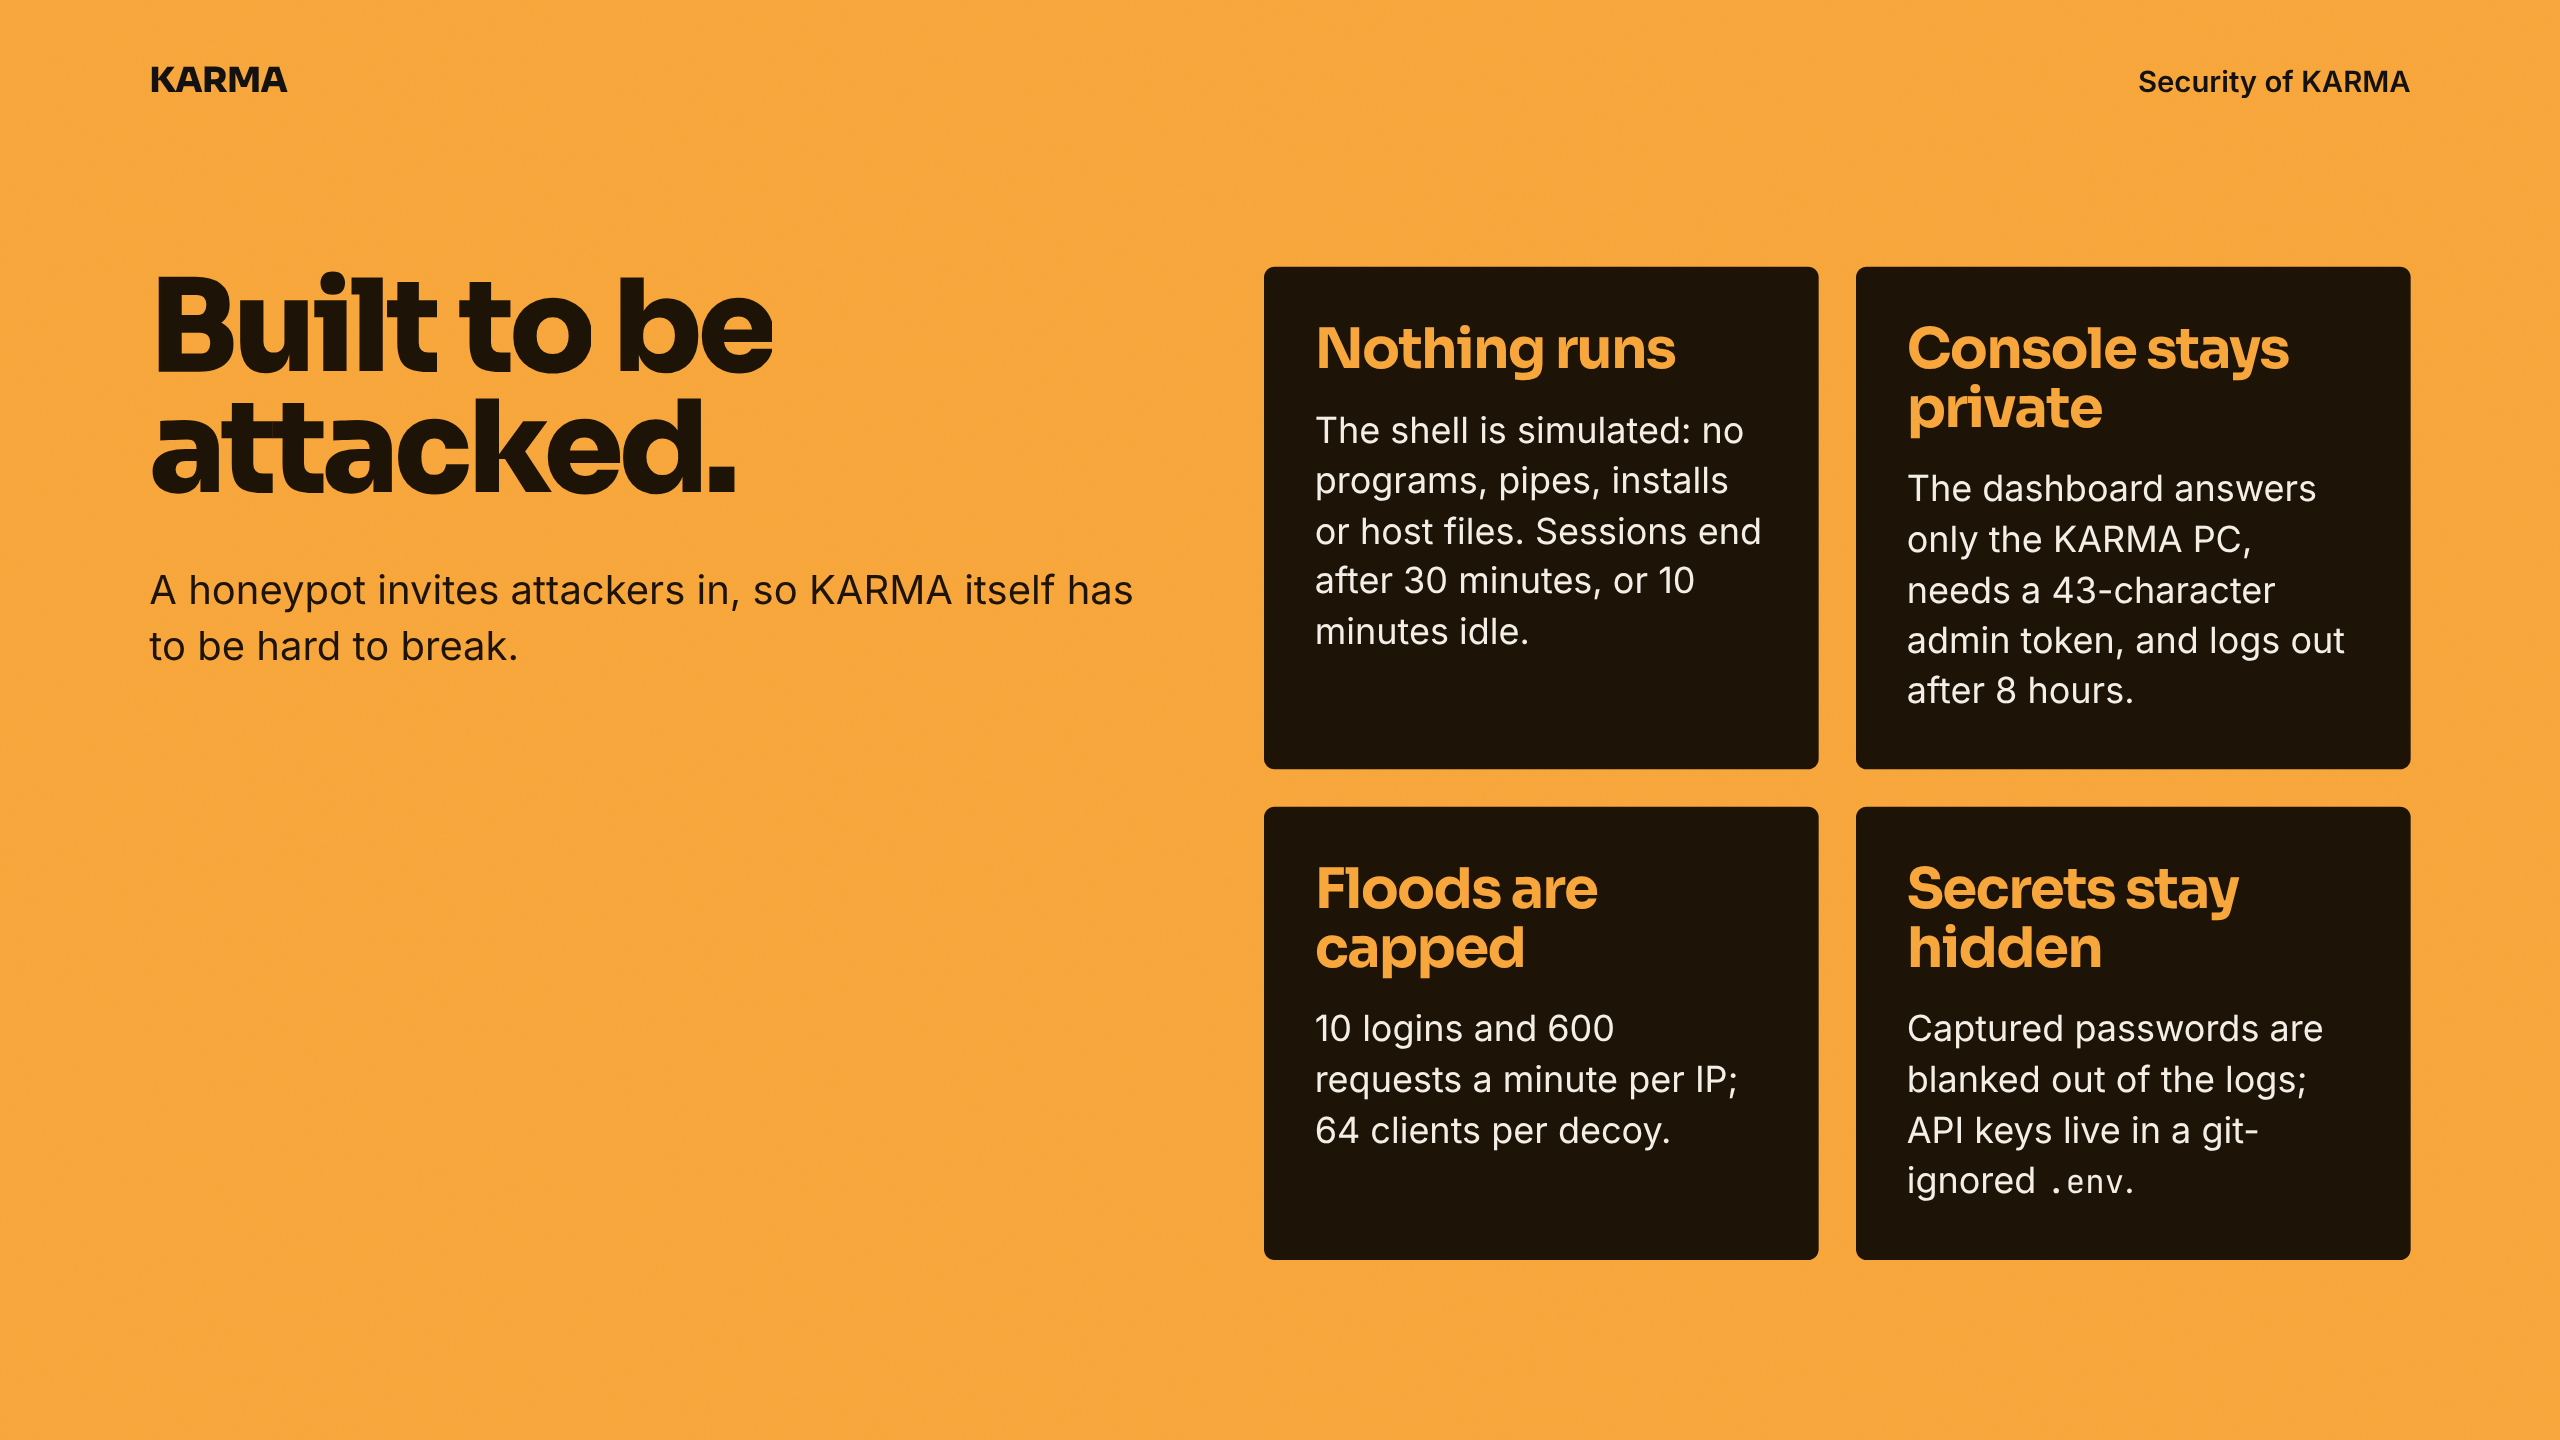 KARMA
Security of KARMA
Built to be
attacked.
A honeypot invites attackers in, so KARMA itself has
to be hard to break.
Nothing runs
The shell is simulated: no
programs, pipes, installs
or host files. Sessions end
after 30 minutes, or 10
minutes idle.
Console stays
private
The dashboard answers
only the KARMA PC,
needs a 43-character
admin token, and logs out
after 8 hours.
Floods are
capped
10 logins and 600
requests a minute per IP;
64 clients per decoy.
Secrets stay
hidden
Captured passwords are
blanked out of the logs;
API keys live in a git-
ignored .env.